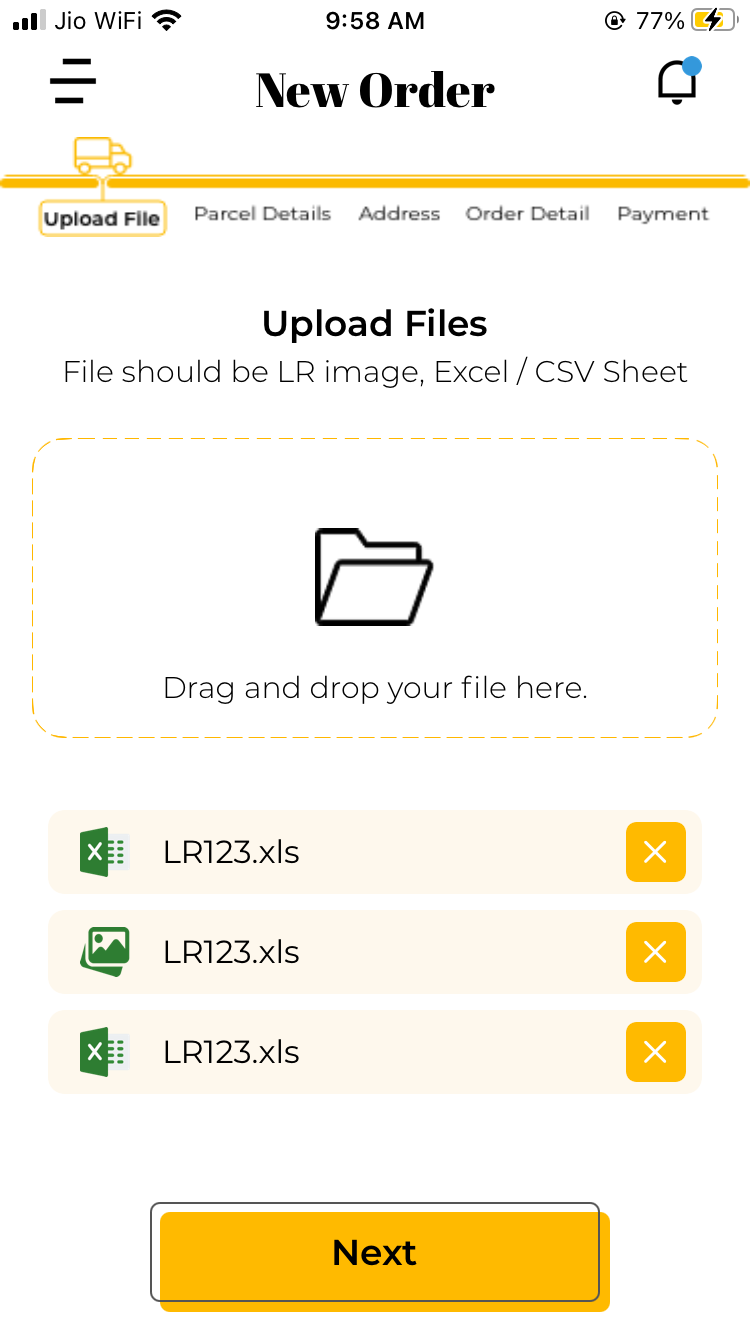 Jio WiFi 9:58 AM 77%
New Order
Upload File Parcel Details Address Order Detail Payment
Upload Files
File should be LR image, Excel / CSV Sheet
Drag and drop your file here.
X LR123.xls
LR123.xls
X LR123.xls
Next